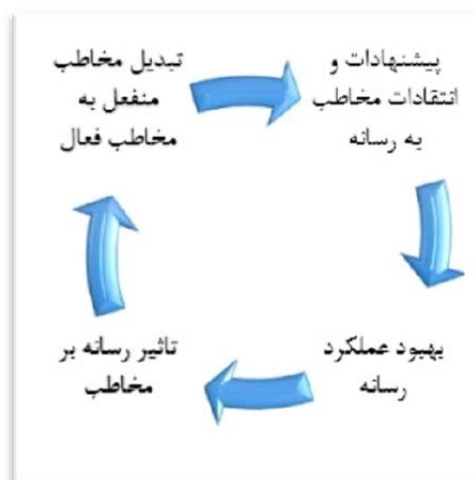 پیشنهادات و
انتقادات مخاطب
به رسانه
بهبود عملکرد
رسانه
تاثیر رسانه بر
مخاطب
تبدیل مخاطب
منفعل به
مخاطب فعال